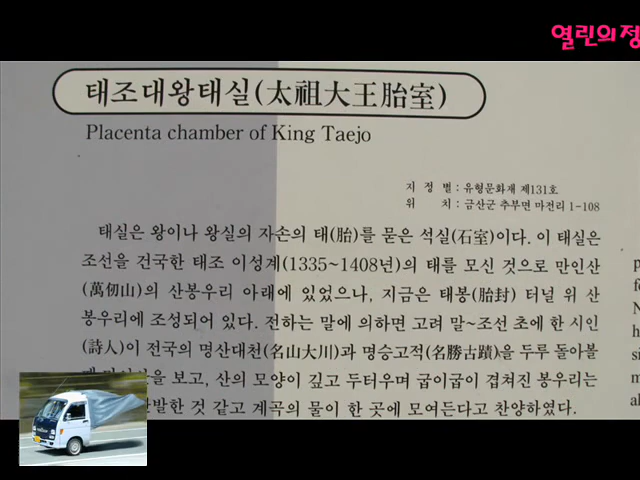 열린의정
태조대왕태실(太祖大王胎室)
Placenta chamber of King Taejo
지 정 별 : 유형문화재 제131호
위 치 : 금산군 추부면 마전리 1-108
태실은 왕이나 왕실의 자손의 태(胎)를 묻은 석실(石室)이다. 이 태실은
조선을 건국한 태조 이성계(1335~1408년)의 태를 모신 것으로 만인산
(萬仞山)의 산봉우리 아래에 있었으나, 지금은 태봉(胎封) 터널 위 산
봉우리에 조성되어 있다. 전하는 말에 의하면 고려 말~조선 초에 한 시인
(詩人)이 전국의 명산대천(名山大川)과 명승고적(名勝古蹟)을 두루 돌아볼
보고, 산의 모양이 깊고 두터우며 굽이굽이 겹쳐진 봉우리는
것 같고 계곡의 물이 한 곳에 모여든다고 찬양하였다.